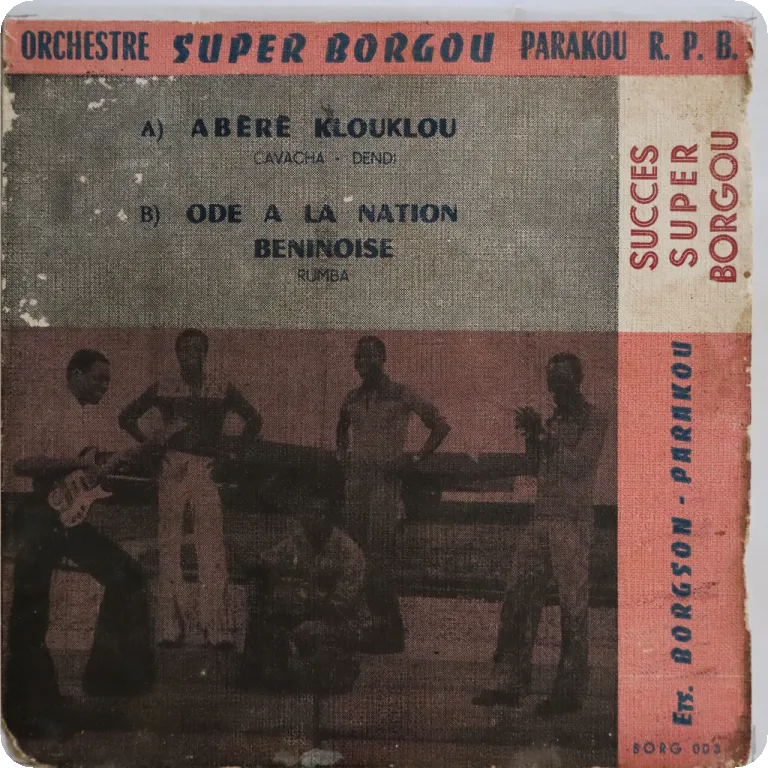 ORCHESTRE SUPER BORGOU PARAKOU R. P. B.
A) ABÈRÈ KLOUKLOU
CAVACHA - DENDI
B) ODE A LA NATION
BENINOISE
RUMBA
SUCCES
SUPER
BORGOU
ETS. BORGSON - PARAKOU
BORG 003